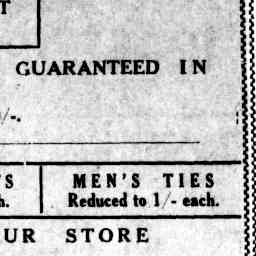 T
GUARANTEED IN
/-.
'S
MEN'S TIES
h.
Reduced to 1/- each.
UR STORE